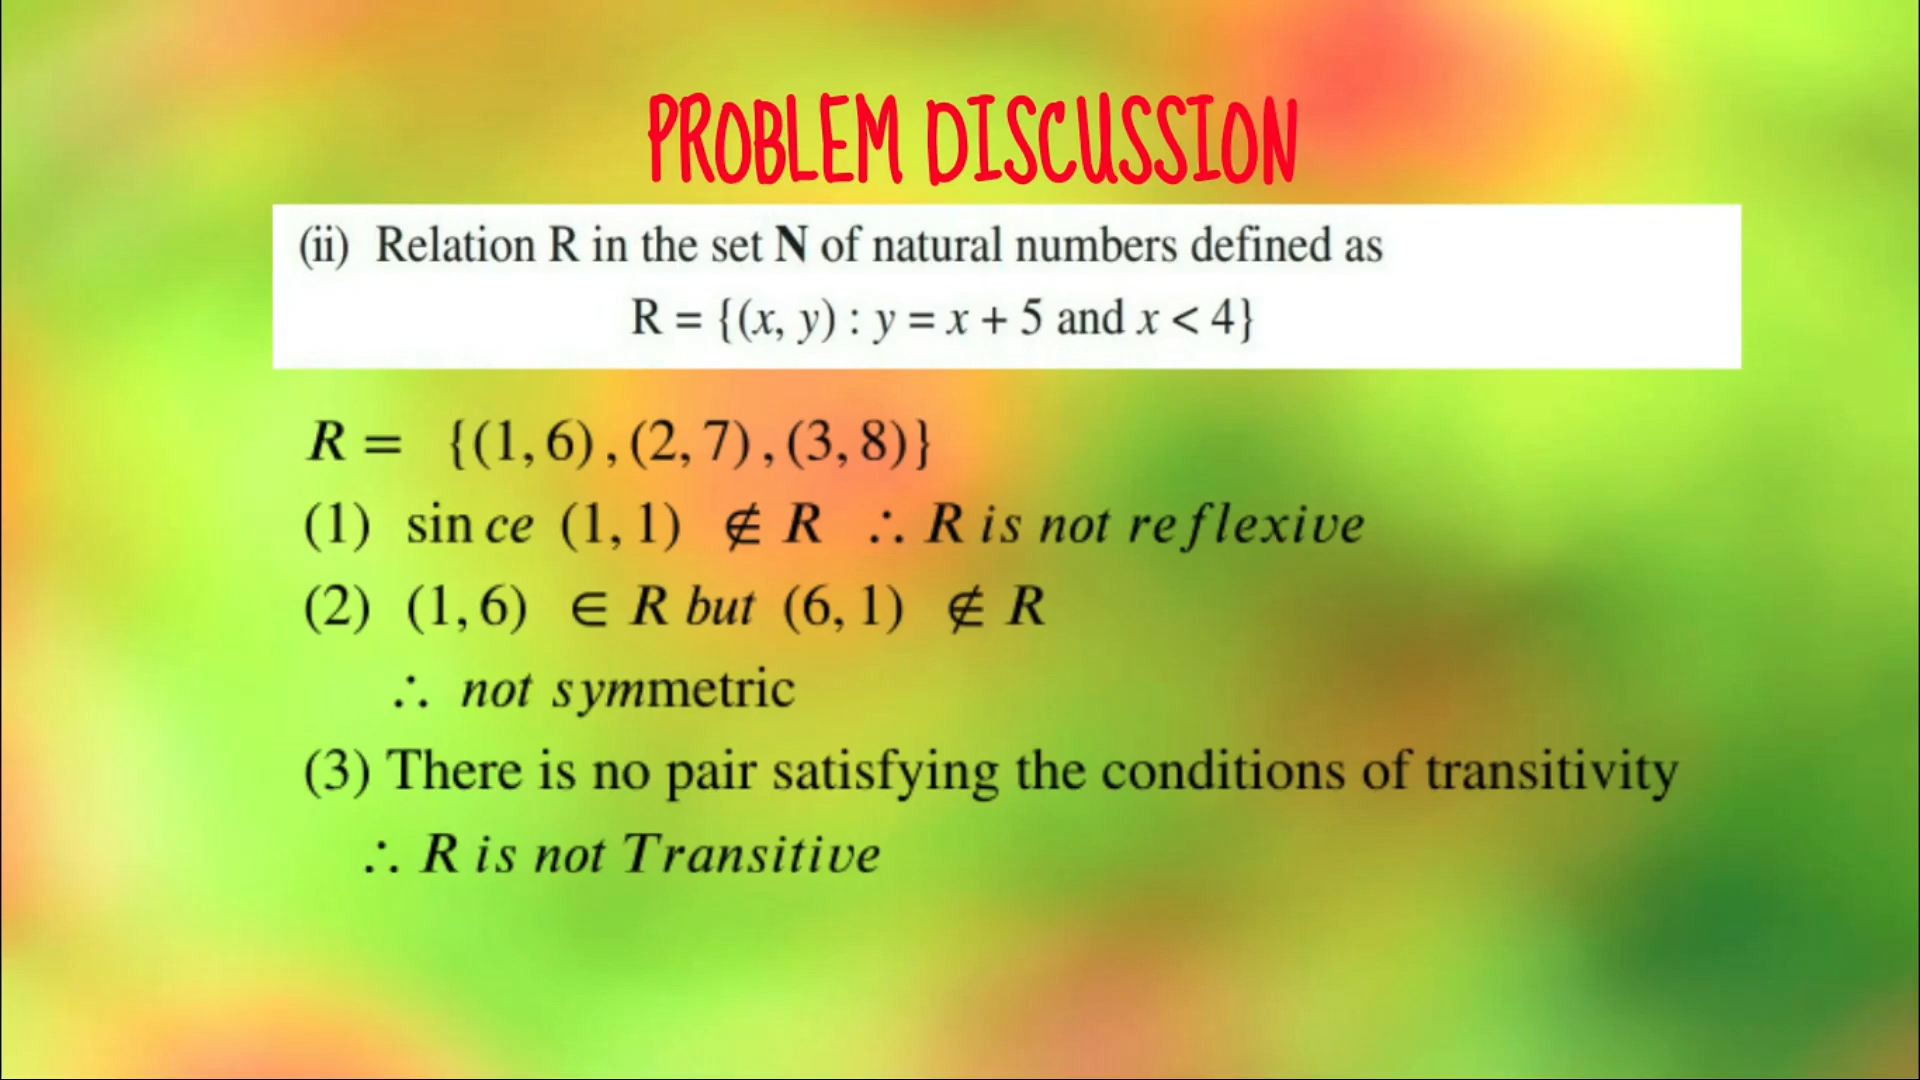 PROBLEM DISCUSSION
(ii) Relation R in the set N of natural numbers defined as
R = {(x, y) : y = x + 5 and x < 4}
R = {(1, 6) , (2, 7) , (3, 8)}
(1) sin ce (1, 1) ∉ R ∴ R is not reflexive
(2) (1, 6) ∈ R but (6, 1) ∉ R
∴ not symmetric
(3) There is no pair satisfying the conditions of transitivity
∴ R is not Transitive